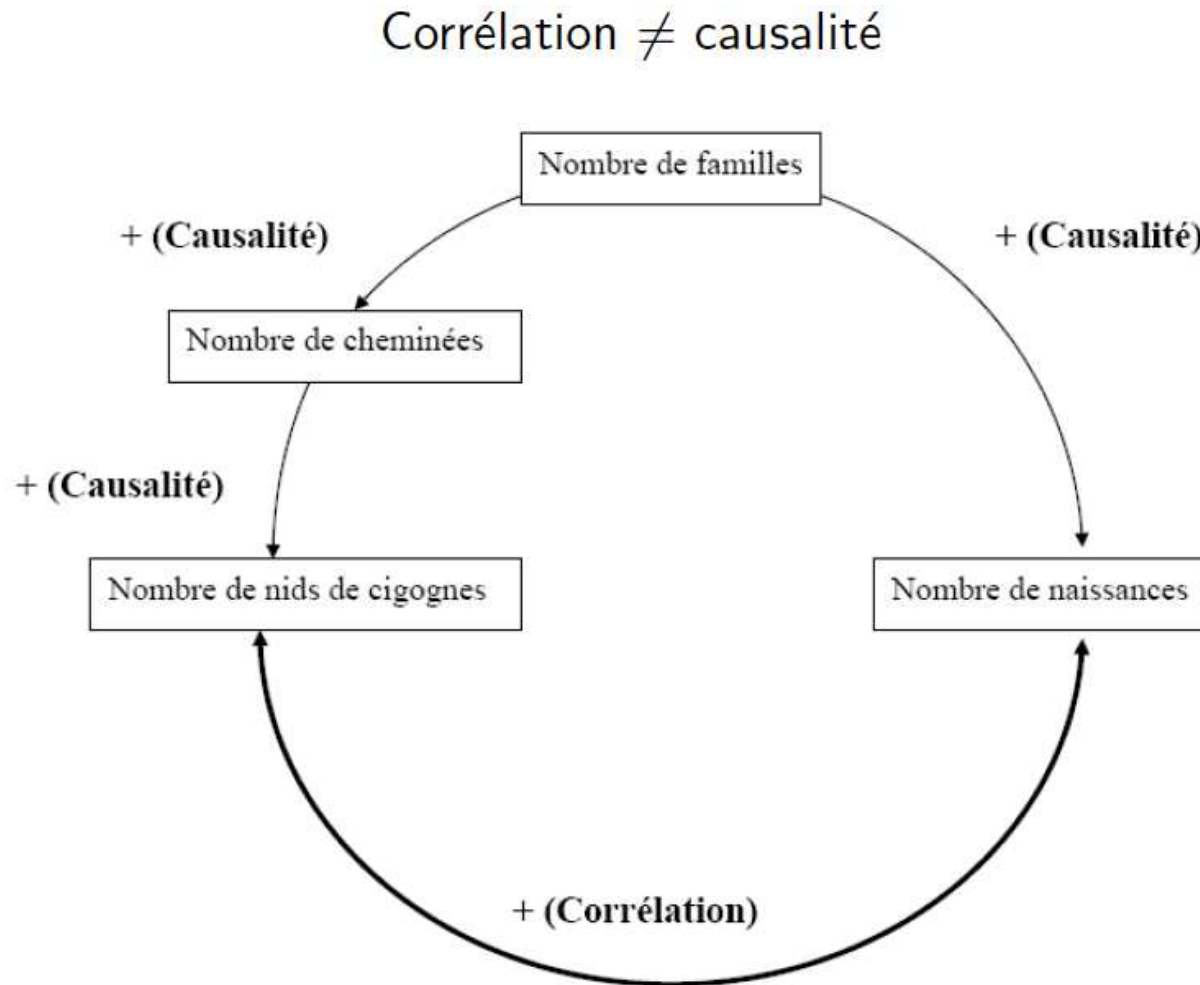 Corrélation ≠ causalité
Nombre de familles
+ (Causalité)
+ (Causalité)
Nombre de cheminées
+ (Causalité)
Nombre de nids de cigognes
Nombre de naissances
+ (Corrélation)